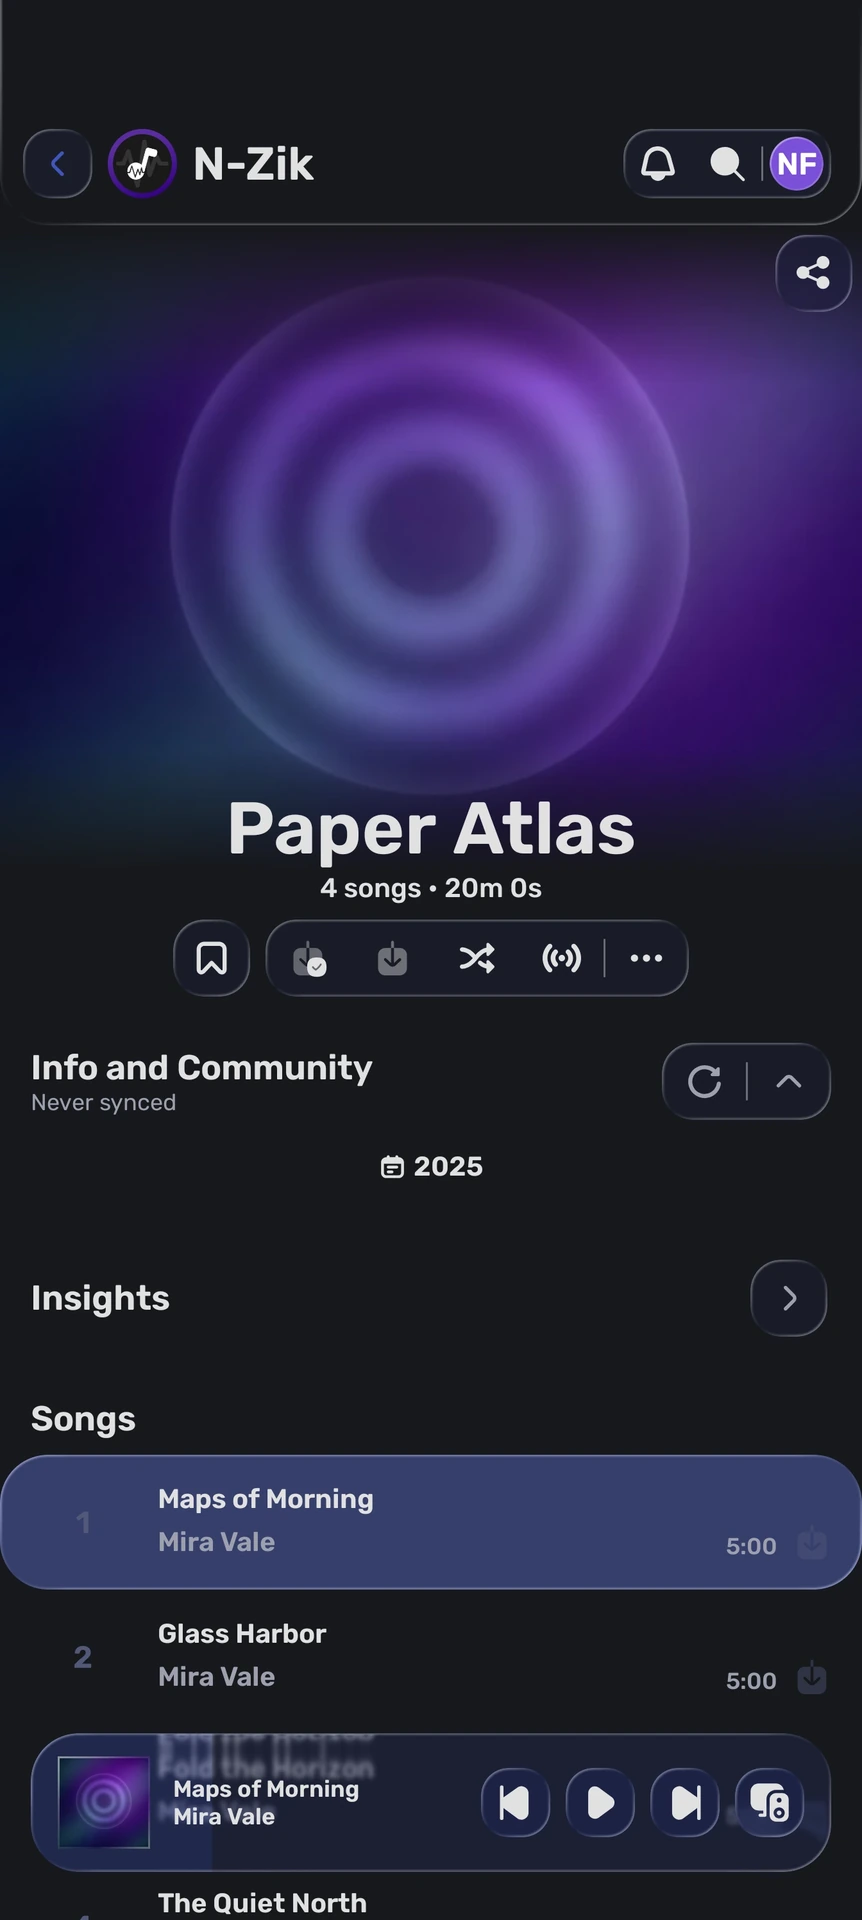 N-Zik
NF
Paper Atlas
4 songs • 20m 0s
Info and Community
Never synced
2025
Insights
Songs
1
Maps of Morning
Mira Vale
5:00
2
Glass Harbor
Mira Vale
5:00
Fold the Horizon
Maps of Morning
Mira Vale
The Quiet North